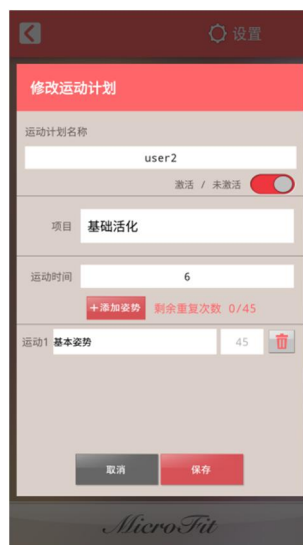 设置
修改运动计划
运动计划名称
user2
激活 / 未激活
项目 基础活化
运动时间 6
+添加姿势 剩余重复次数 0/45
运动1 基本姿势 45
取消 保存
MicroFit